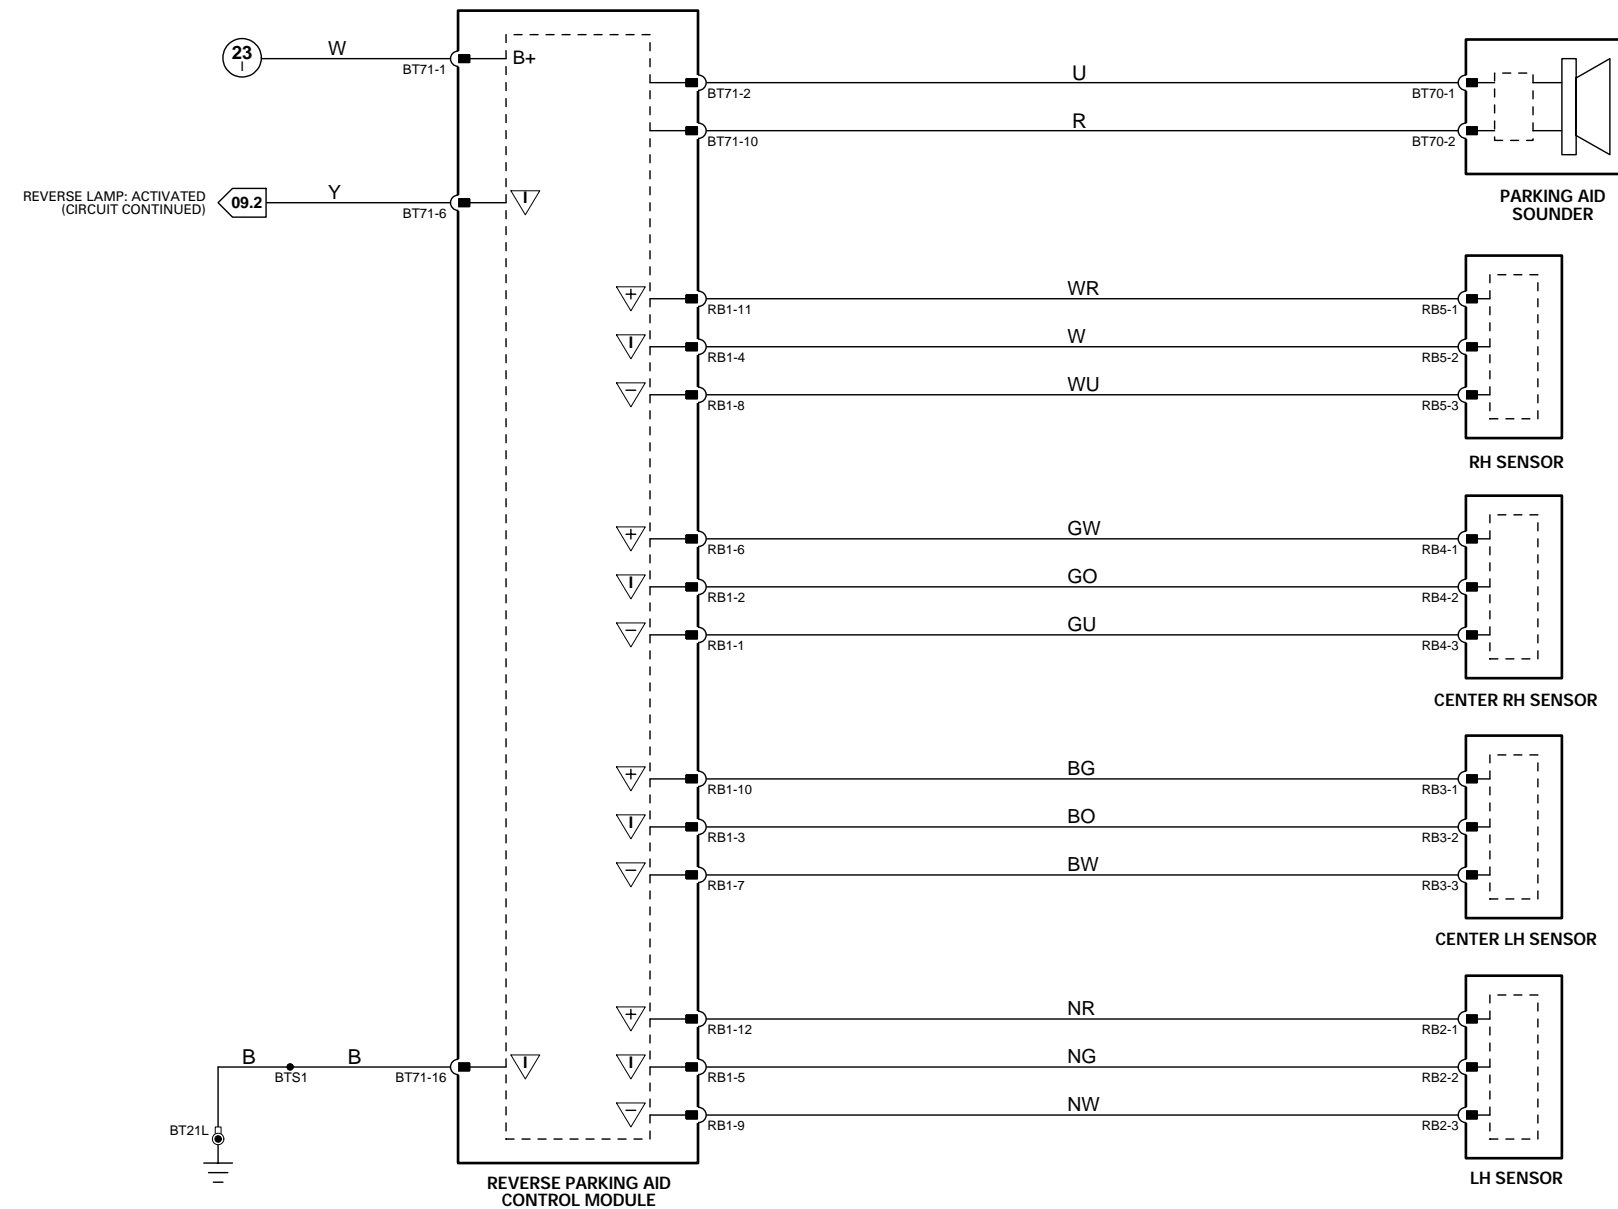 23
I
W
BT71-1
B+
BT71-2
U
BT70-1
BT71-10
R
BT70-2
PARKING AID
SOUNDER
REVERSE LAMP: ACTIVATED
(CIRCUIT CONTINUED)
09.2
Y
BT71-6
I
+
RB1-11
WR
RB5-1
I
RB1-4
W
RB5-2
–
RB1-8
WU
RB5-3
RH SENSOR
+
RB1-6
GW
RB4-1
I
RB1-2
GO
RB4-2
–
RB1-1
GU
RB4-3
CENTER RH SENSOR
+
RB1-10
BG
RB3-1
I
RB1-3
BO
RB3-2
–
RB1-7
BW
RB3-3
CENTER LH SENSOR
+
RB1-12
NR
RB2-1
B
BTS1
B
BT71-16
I
I
RB1-5
NG
RB2-2
–
RB1-9
NW
RB2-3
BT21L
LH SENSOR
REVERSE PARKING AID
CONTROL MODULE